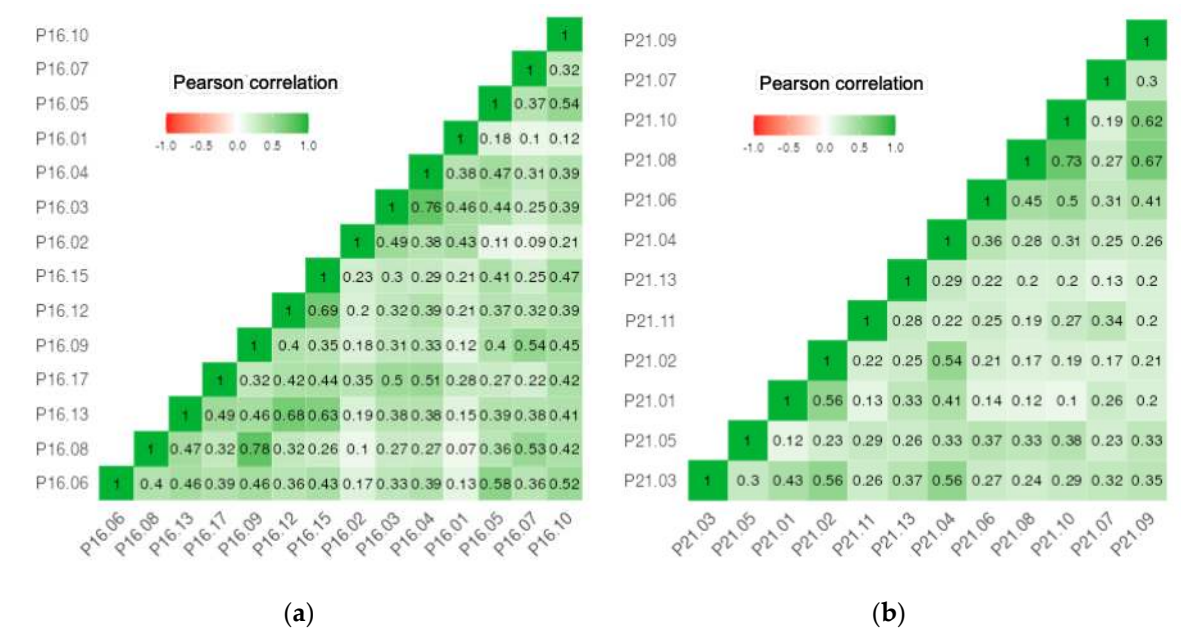 P16.10 1
P16.07 1 0.32
P16.05 1 0.37 0.54
P16.01 1 0.18 0.1 0.12
P16.04 1 0.38 0.47 0.31 0.39
P16.03 1 0.76 0.46 0.44 0.25 0.39
P16.02 1 0.49 0.38 0.43 0.11 0.09 0.21
P16.15 1 0.23 0.3 0.29 0.21 0.41 0.25 0.47
P16.12 1 0.69 0.2 0.32 0.39 0.21 0.37 0.32 0.39
P16.09 1 0.4 0.35 0.18 0.31 0.33 0.12 0.4 0.54 0.45
P16.17 1 0.32 0.42 0.44 0.35 0.5 0.51 0.28 0.27 0.22 0.42
P16.13 1 0.49 0.46 0.68 0.63 0.19 0.38 0.38 0.15 0.39 0.38 0.41
P16.08 1 0.47 0.32 0.78 0.32 0.26 0.1 0.27 0.27 0.07 0.36 0.53 0.42
P16.06 1 0.4 0.46 0.39 0.46 0.36 0.43 0.17 0.33 0.39 0.13 0.58 0.36 0.52
P16.06 P16.08 P16.13 P16.17 P16.09 P16.12 P16.15 P16.02 P16.03 P16.04 P16.01 P16.05 P16.07 P16.10
Pearson correlation
-1.0 -0.5 0.0 0.5 1.0
(a)
P21.09 1
P21.07 1 0.3
P21.10 1 0.19 0.62
P21.08 1 0.73 0.27 0.67
P21.06 1 0.45 0.5 0.31 0.41
P21.04 1 0.36 0.28 0.31 0.25 0.26
P21.13 1 0.29 0.22 0.2 0.2 0.13 0.2
P21.11 1 0.28 0.22 0.25 0.19 0.27 0.34 0.2
P21.02 1 0.22 0.25 0.54 0.21 0.17 0.19 0.17 0.21
P21.01 1 0.56 0.13 0.33 0.41 0.14 0.12 0.1 0.26 0.2
P21.05 1 0.12 0.23 0.29 0.26 0.33 0.37 0.33 0.38 0.23 0.33
P21.03 1 0.3 0.43 0.56 0.26 0.37 0.56 0.27 0.24 0.29 0.32 0.35
P21.03 P21.05 P21.01 P21.02 P21.11 P21.13 P21.04 P21.06 P21.08 P21.10 P21.07 P21.09
Pearson correlation
-1.0 -0.5 0.0 0.5 1.0
(b)